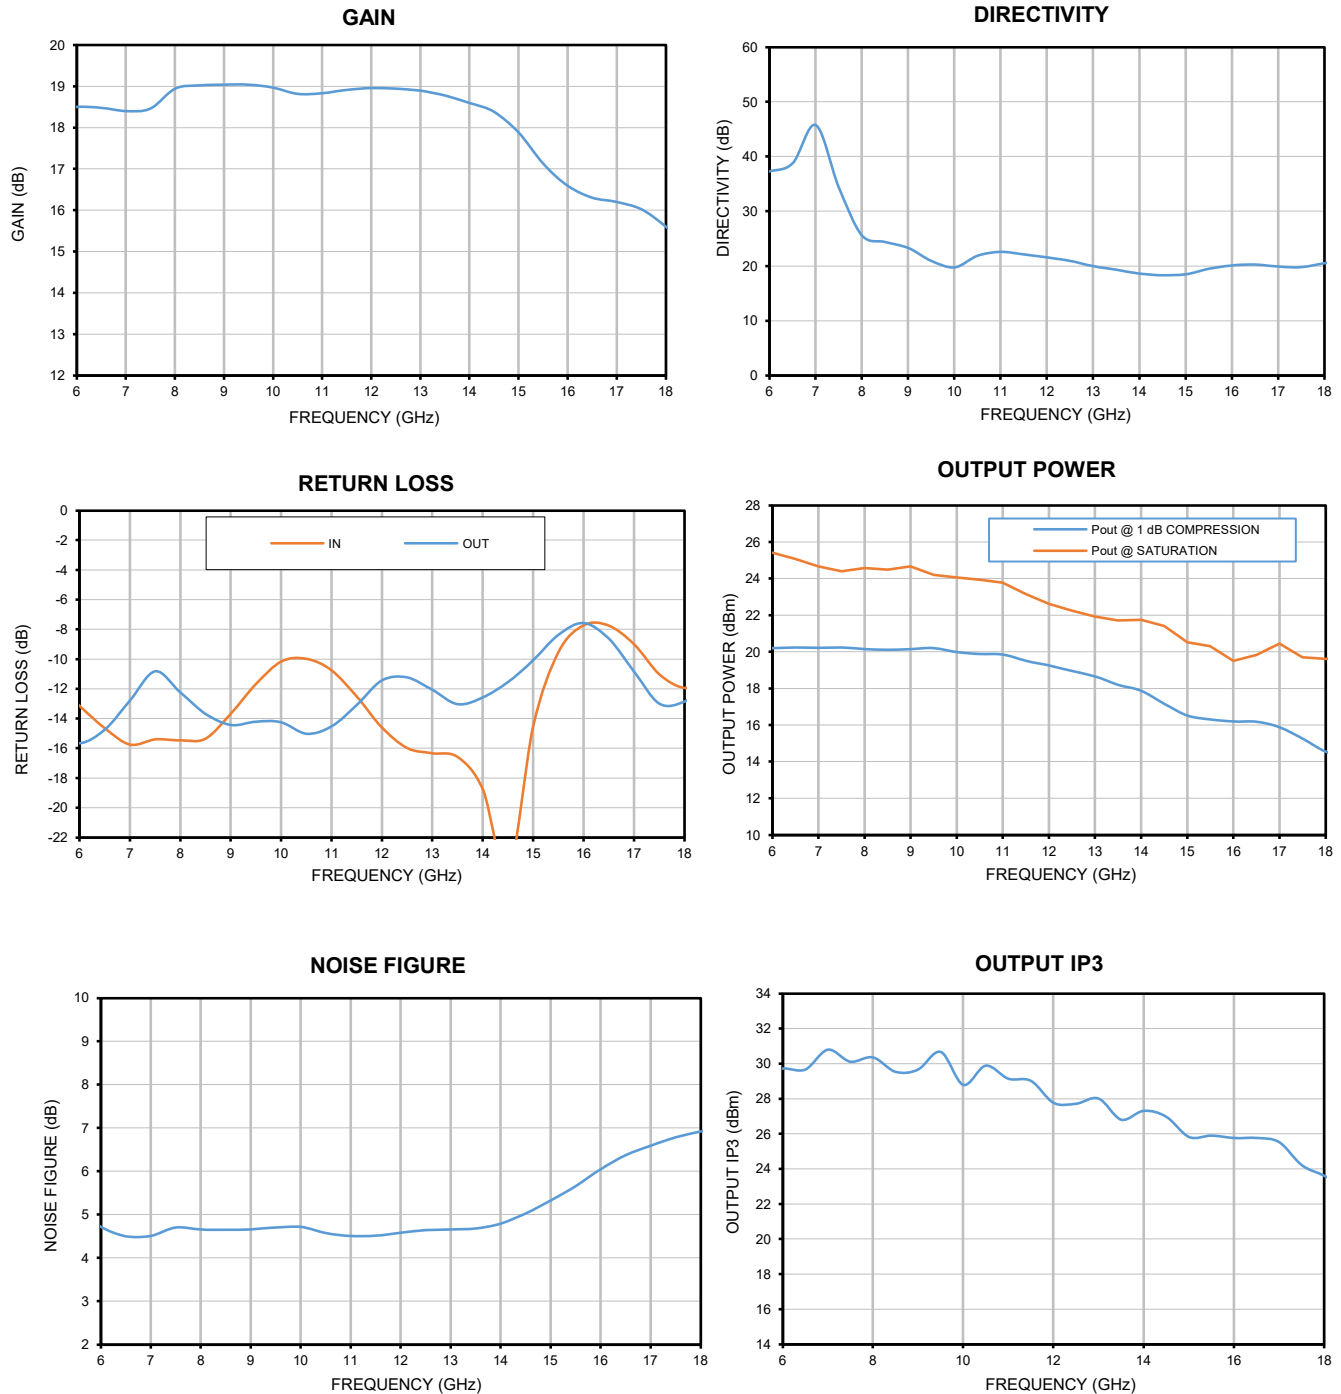 GAIN
20
19
18
17
16
15
14
13
12
GAIN (dB)
6 7 8 9 10 11 12 13 14 15 16 17 18
FREQUENCY (GHz)
DIRECTIVITY
60
50
40
30
20
10
0
DIRECTIVITY (dB)
6 7 8 9 10 11 12 13 14 15 16 17 18
FREQUENCY (GHz)
RETURN LOSS
IN OUT
0
-2
-4
-6
-8
-10
-12
-14
-16
-18
-20
-22
RETURN LOSS (dB)
6 7 8 9 10 11 12 13 14 15 16 17 18
FREQUENCY (GHz)
OUTPUT POWER
Pout @ 1 dB COMPRESSION
Pout @ SATURATION
28
26
24
22
20
18
16
14
12
10
OUTPUT POWER (dBm)
6 7 8 9 10 11 12 13 14 15 16 17 18
FREQUENCY (GHz)
NOISE FIGURE
10
9
8
7
6
5
4
3
2
NOISE FIGURE (dB)
6 7 8 9 10 11 12 13 14 15 16 17 18
FREQUENCY (GHz)
OUTPUT IP3
34
32
30
28
26
24
22
20
18
16
14
OUTPUT IP3 (dBm)
6 8 10 12 14 16 18
FREQUENCY (GHz)